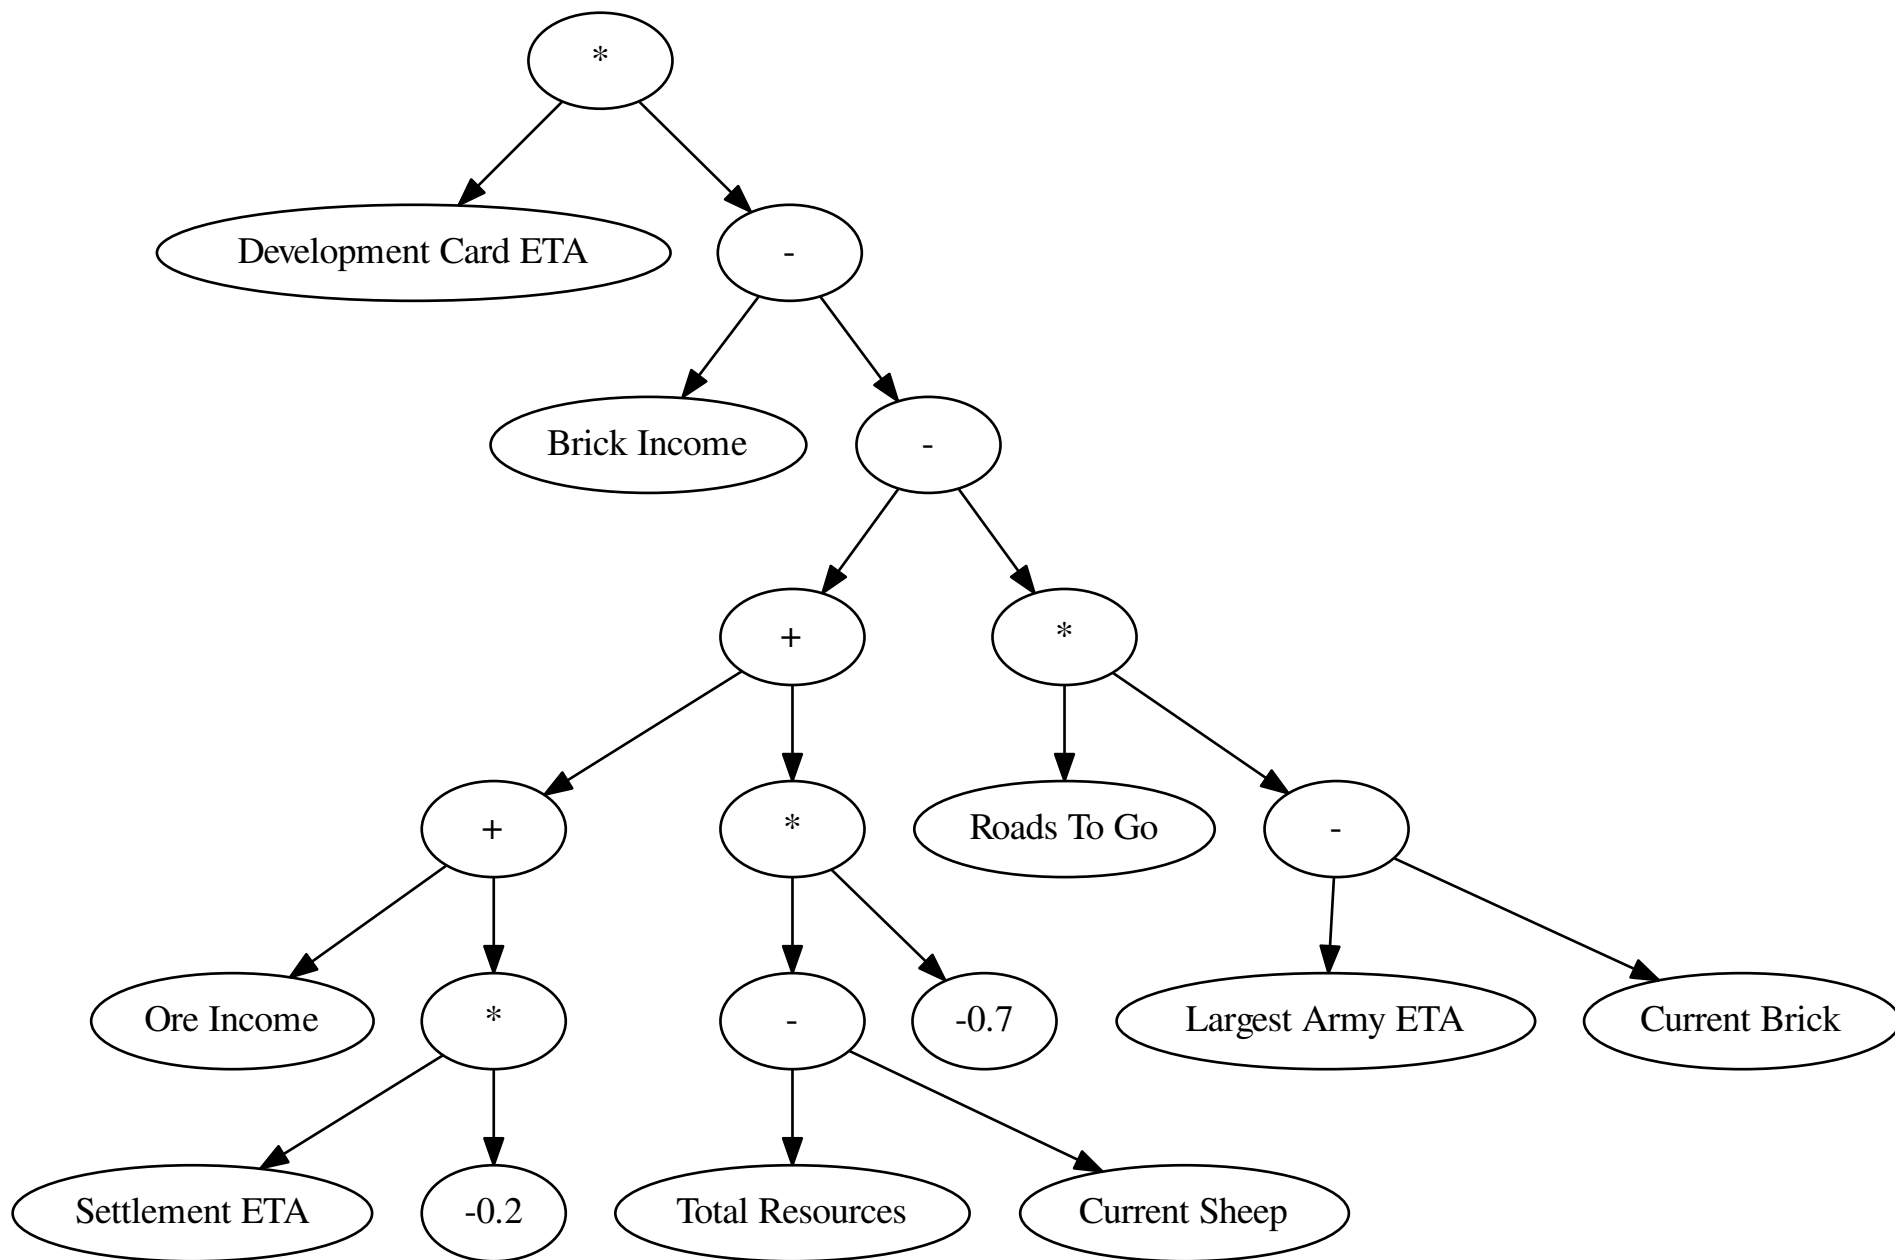 *
Development Card ETA
-
Brick Income
-
+
*
+
*
Roads To Go
-
Ore Income
*
-
-0.7
Largest Army ETA
Current Brick
Settlement ETA
-0.2
Total Resources
Current Sheep